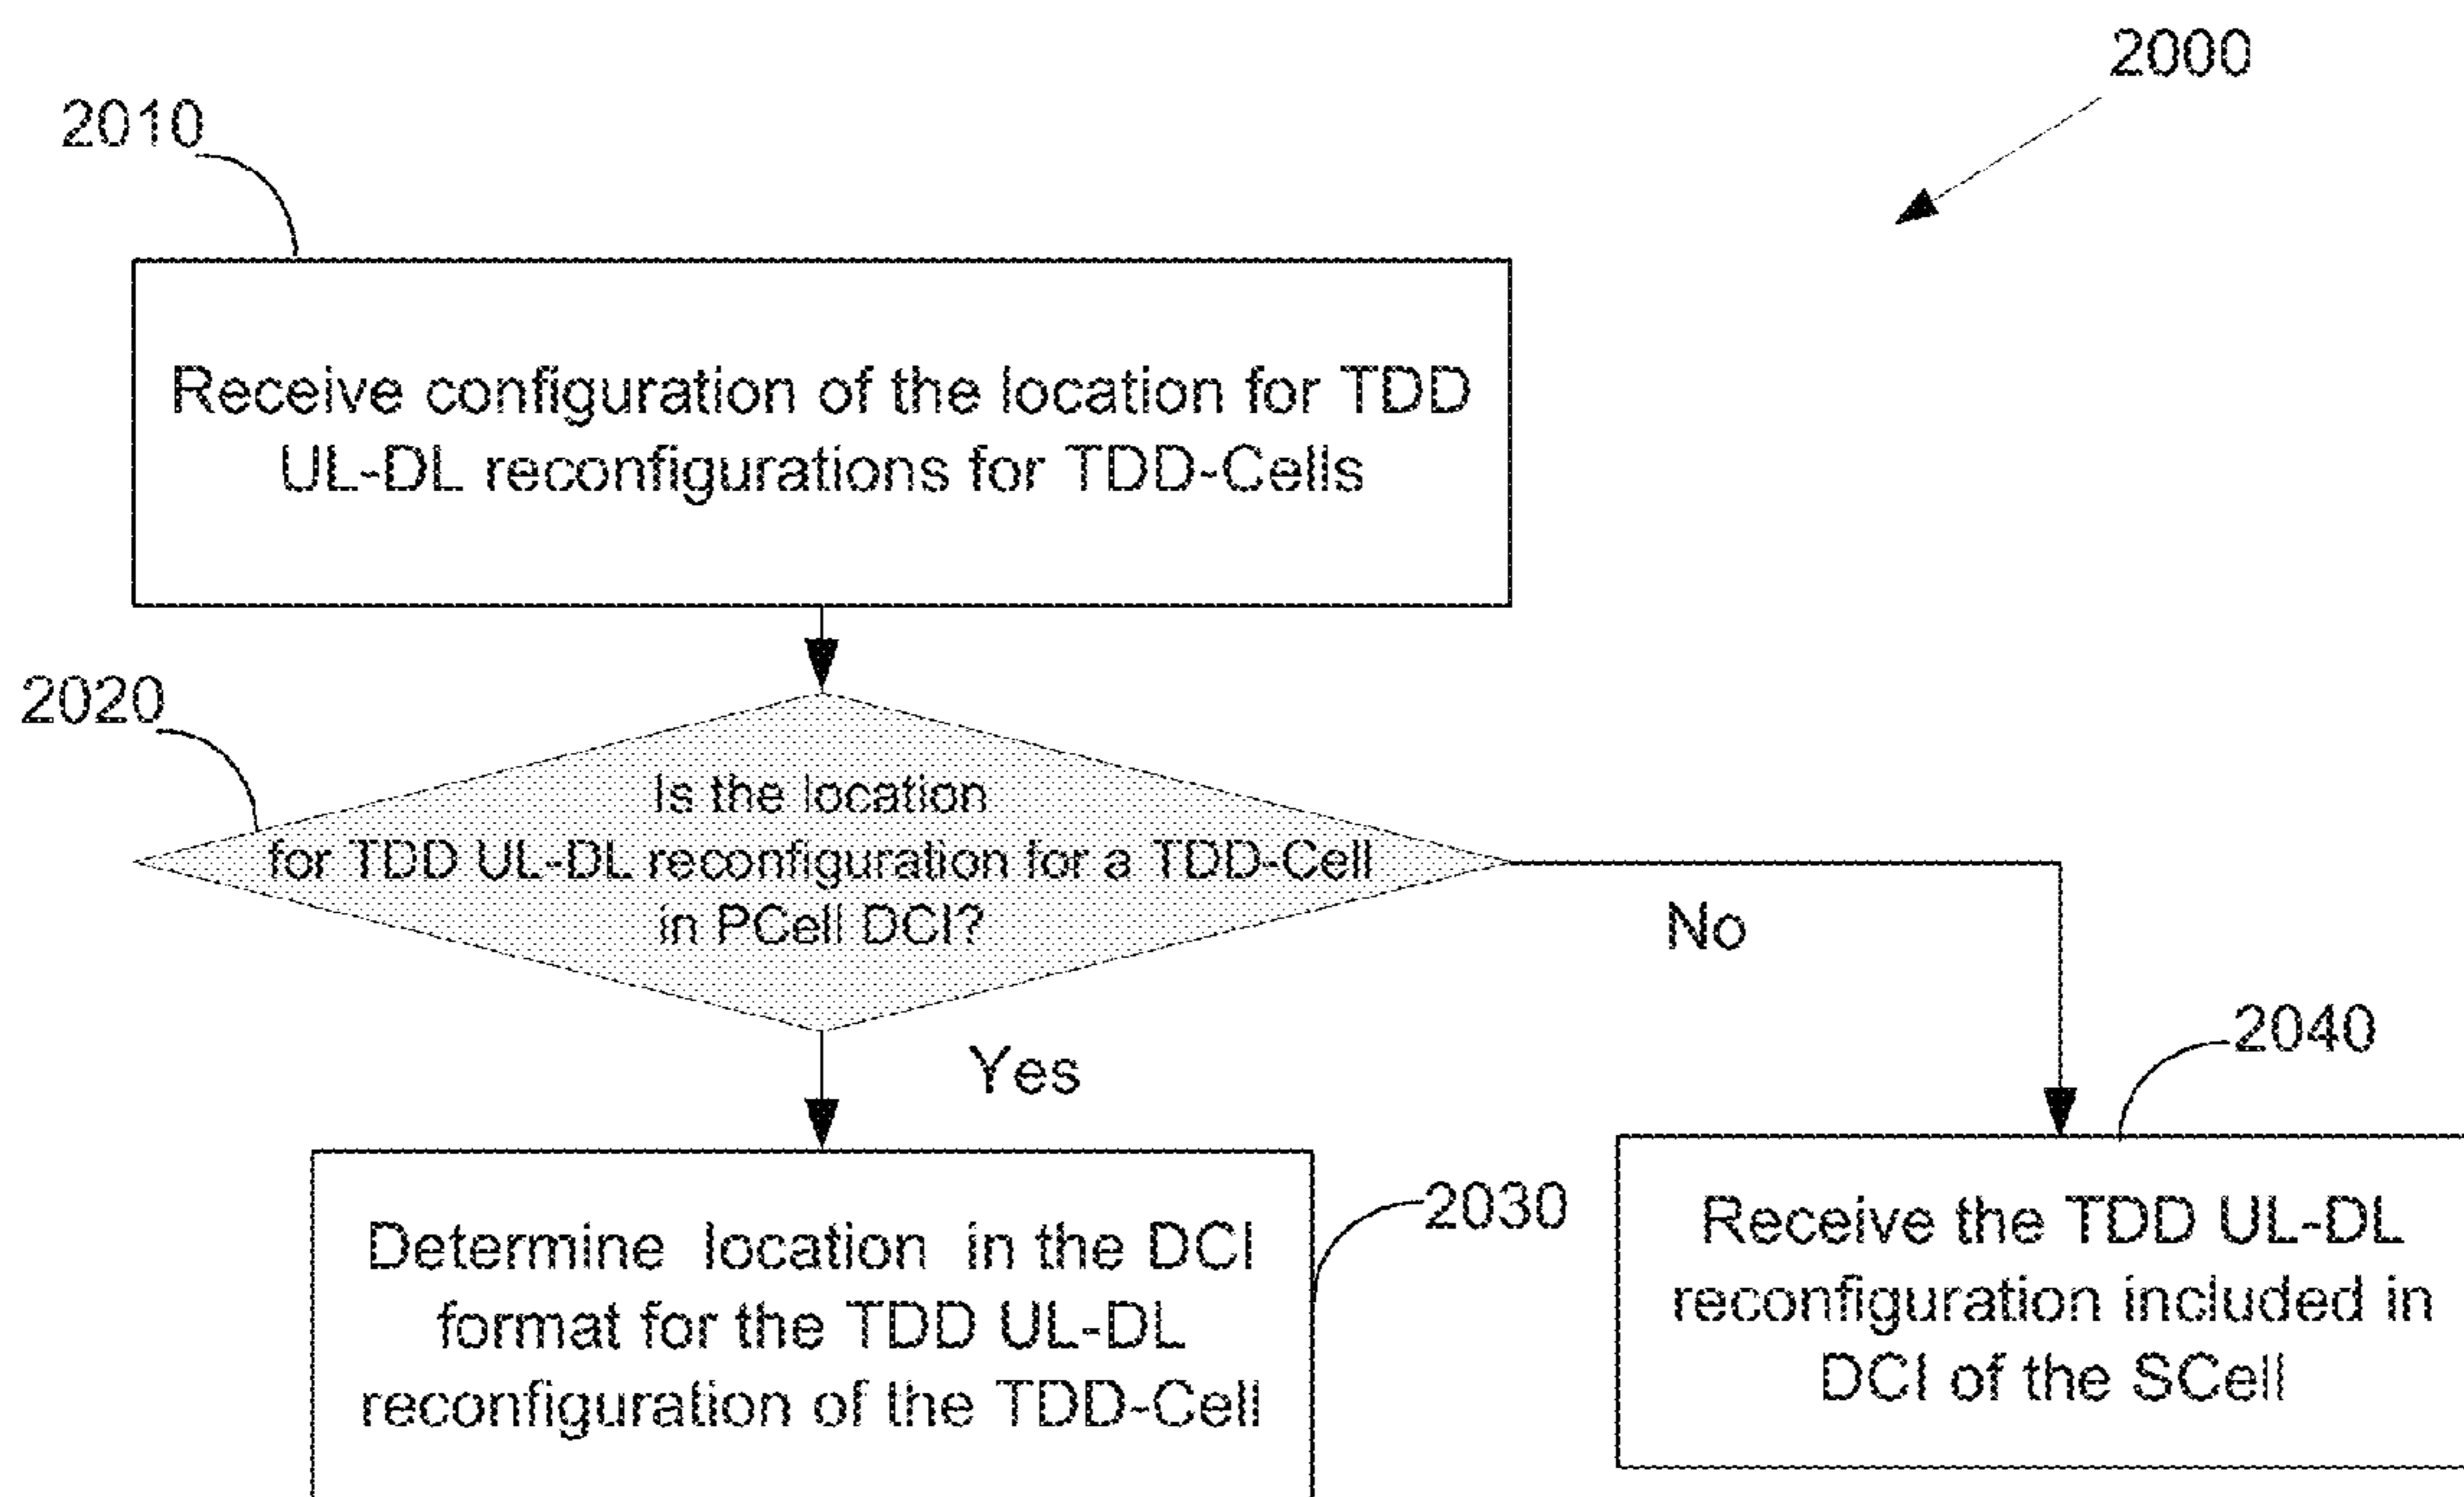 2000
2010
Receive configuration of the location for TDD
UL-DL reconfigurations for TDD-Cells
2020
Is the location
for TDD UL-DL reconfiguration for a TDD-Cell
in PCell DCI?
No
Yes
2040
2030
Determine location in the DCI
format for the TDD UL-DL
reconfiguration of the TDD-Cell
Receive the TDD UL-DL
reconfiguration included in
DCI of the SCell